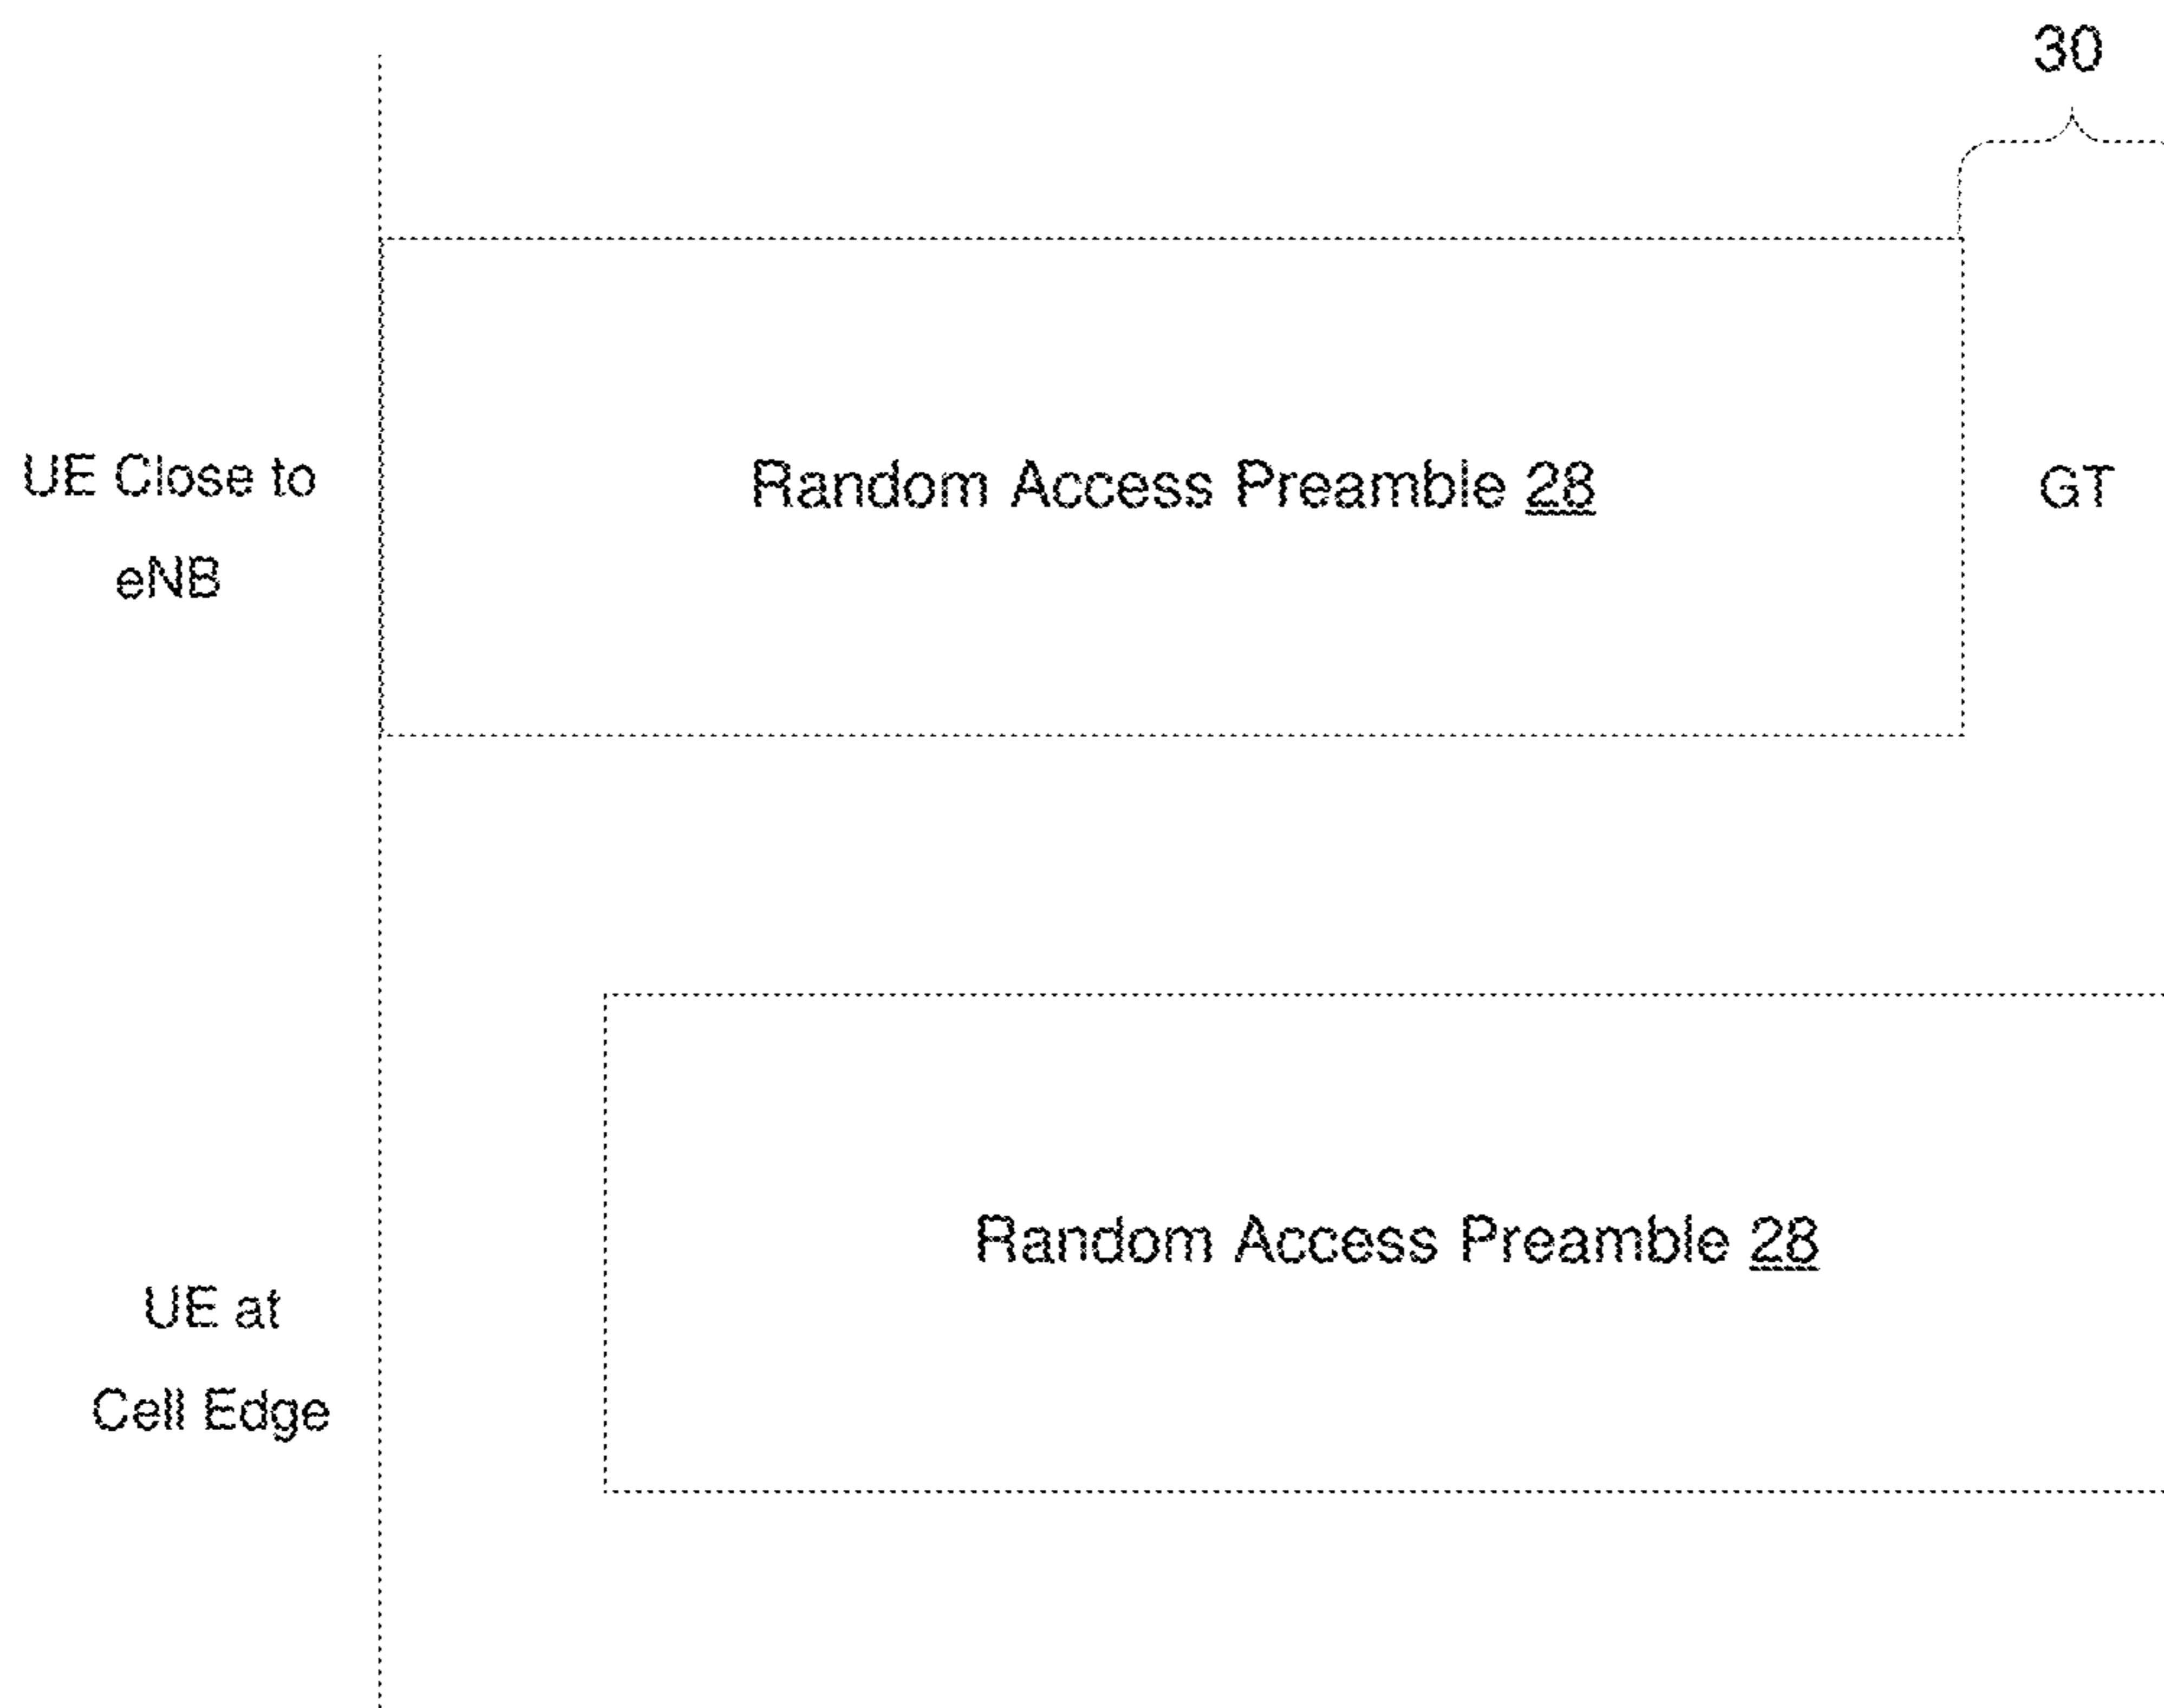 30
UE Close to
eNB
Random Access Preamble 28
GT
Random Access Preamble 28
UE at
Cell Edge